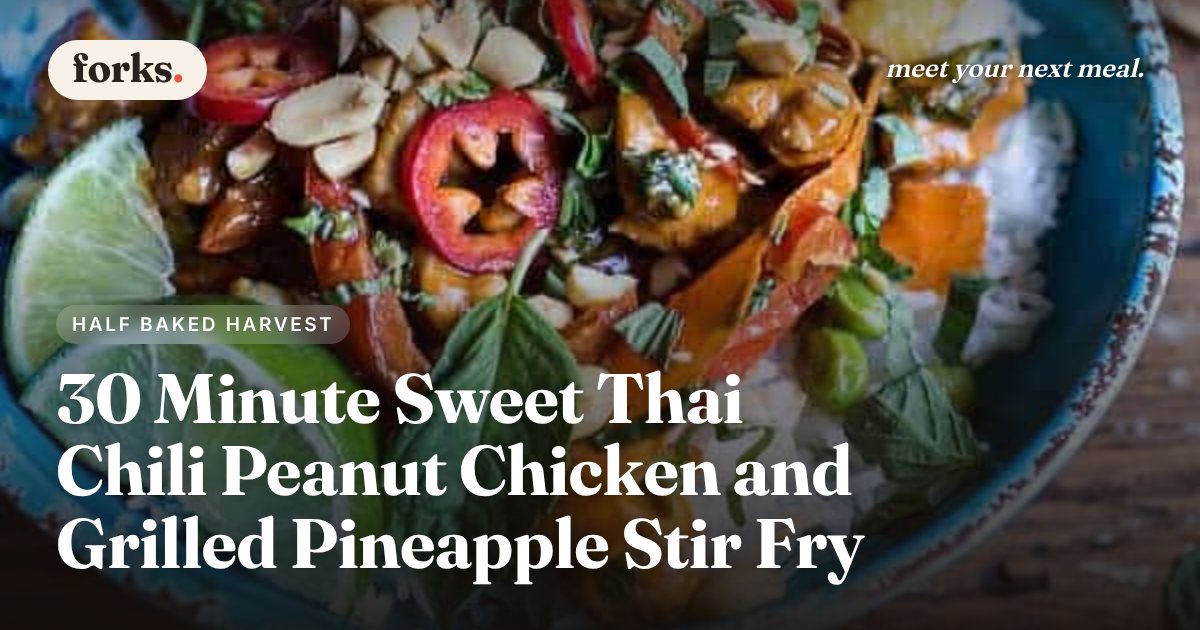 forks.
meet your next meal.
HALF BAKED HARVEST
30 Minute Sweet Thai
Chili Peanut Chicken and
Grilled Pineapple Stir Fry